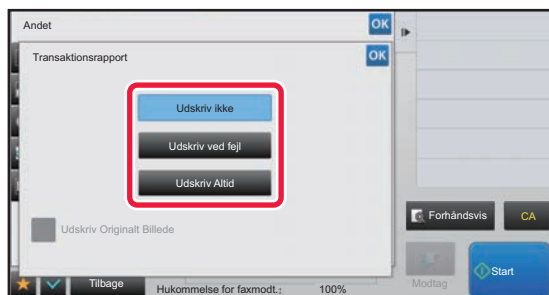 Andet
OK
Transaktionsrapport
OK
Udskriv ikke
Udskriv ved fejl
Udskriv Altid
Udskriv Originalt Billede
Forhåndsvis
CA
Tilbage
Hukommelse for faxmodt.:
100%
Modtag
Start